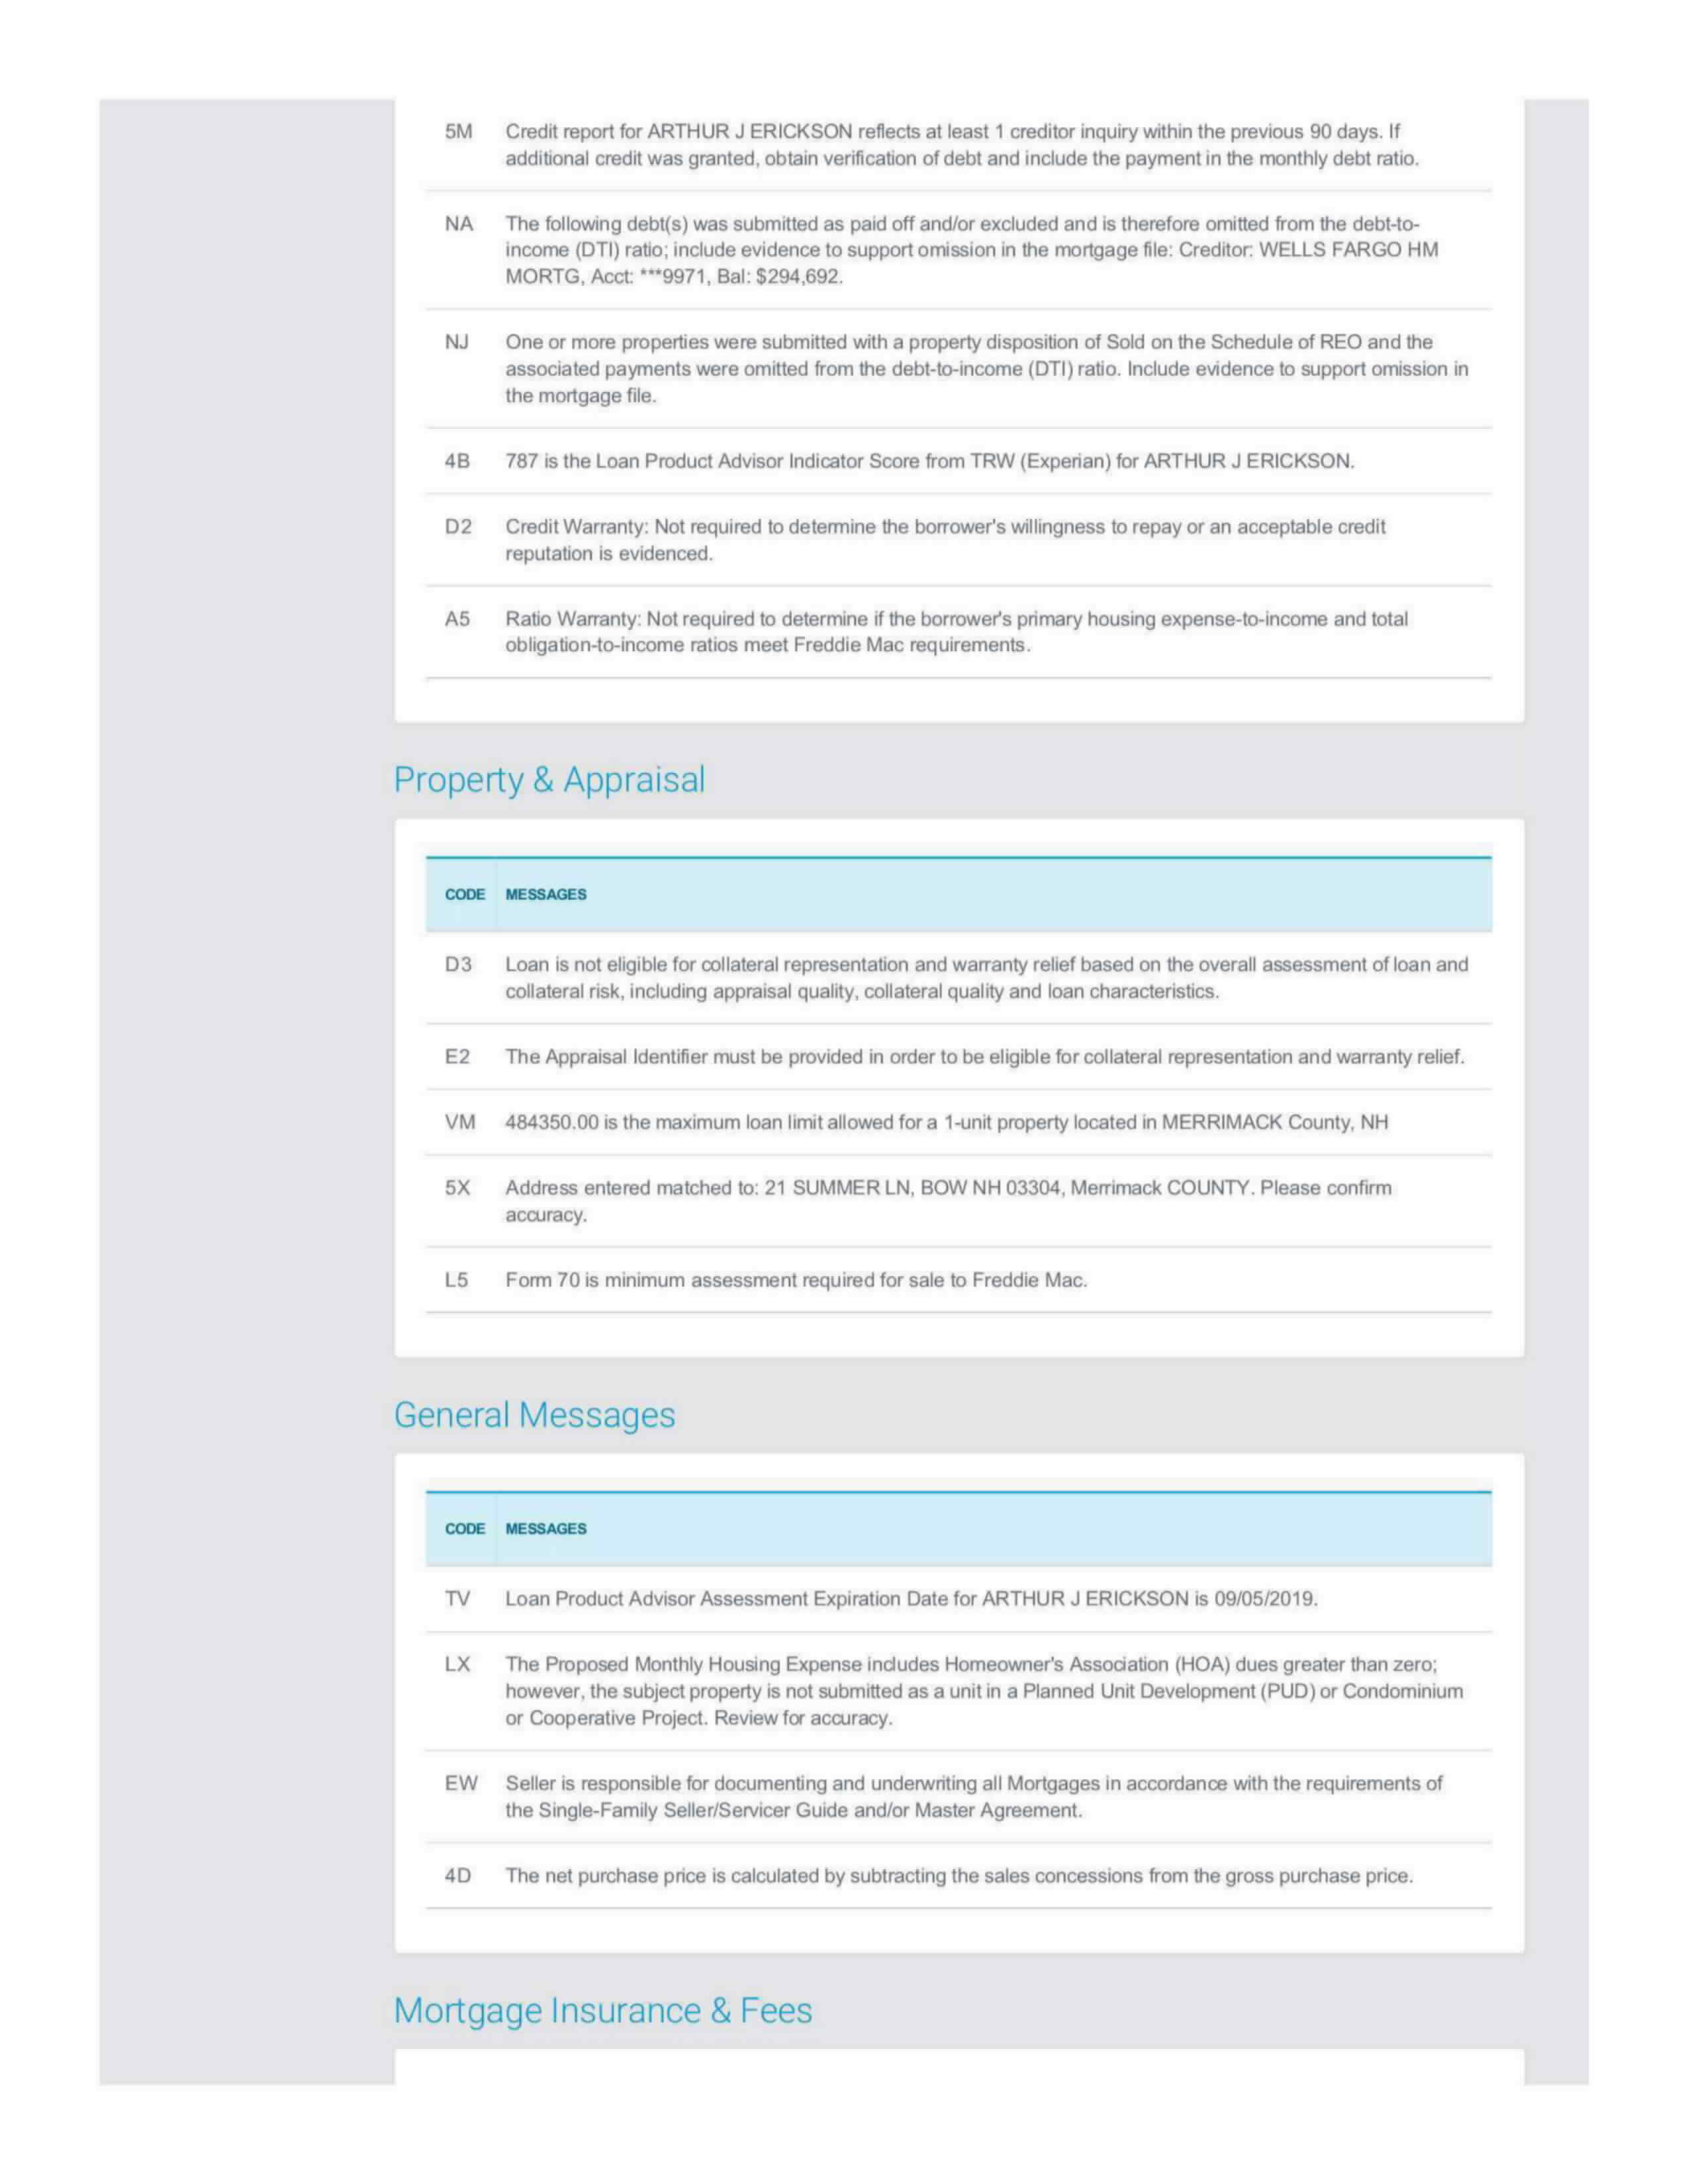 5M Credit report for ARTHUR J ERICKSON reflects at least 1 creditor inquiry within the previous 90 days. If
additional credit was granted, obtain verification of debt and include the payment in the monthly debt ratio.
NA The following debt(s) was submitted as paid off and/or excluded and is therefore omitted from the debt-to-
income (DTI) ratio; include evidence to support omission in the mortgage file: Creditor: WELLS FARGO HM
MORTG, Acct: ***9971, Bal: $294,692.
NJ One or more properties were submitted with a property disposition of Sold on the Schedule of REO and the
associated payments were omitted from the debt-to-income (DTI) ratio. Include evidence to support omission in
the mortgage file.
4B 787 is the Loan Product Advisor Indicator Score from TRW (Experian) for ARTHUR J ERICKSON.
D2 Credit Warranty: Not required to determine the borrower's willingness to repay or an acceptable credit
reputation is evidenced.
A5 Ratio Warranty: Not required to determine if the borrower's primary housing expense-to-income and total
obligation-to-income ratios meet Freddie Mac requirements.
Property & Appraisal
CODE MESSAGES
D3 Loan is not eligible for collateral representation and warranty relief based on the overall assessment of loan and
collateral risk, including appraisal quality, collateral quality and loan characteristics.
E2 The Appraisal Identifier must be provided in order to be eligible for collateral representation and warranty relief.
VM 484350.00 is the maximum loan limit allowed for a 1-unit property located in MERRIMACK County, NH
5X Address entered matched to: 21 SUMMER LN, BOW NH 03304, Merrimack COUNTY. Please confirm
accuracy.
L5 Form 70 is minimum assessment required for sale to Freddie Mac.
General Messages
CODE MESSAGES
TV Loan Product Advisor Assessment Expiration Date for ARTHUR J ERICKSON is 09/05/2019.
LX The Proposed Monthly Housing Expense includes Homeowner's Association (HOA) dues greater than zero;
however, the subject property is not submitted as a unit in a Planned Unit Development (PUD) or Condominium
or Cooperative Project. Review for accuracy.
EW Seller is responsible for documenting and underwriting all Mortgages in accordance with the requirements of
the Single-Family Seller/Servicer Guide and/or Master Agreement.
4D The net purchase price is calculated by subtracting the sales concessions from the gross purchase price.
Mortgage Insurance & Fees